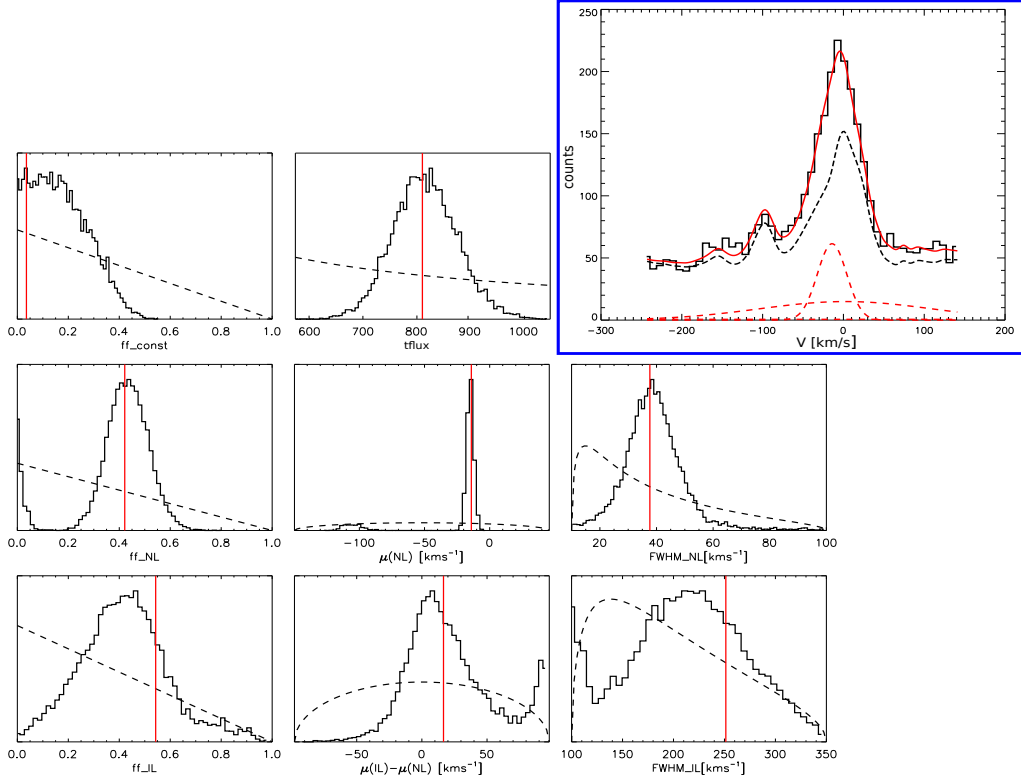 250
200
150
100
50
0
counts
-300
-200
-100
0
100
200
V [km/s]
0.0 0.2 0.4 0.6 0.8 1.0
ff_const
600 700 800 900 1000
tflux
0.0 0.2 0.4 0.6 0.8 1.0
ff_NL
-100 -50 0
μ(NL) [kms⁻¹]
20 40 60 80 100
FWHM_NL[kms⁻¹]
0.0 0.2 0.4 0.6 0.8 1.0
ff_IL
-50 0 50
μ(IL)-μ(NL) [kms⁻¹]
100 150 200 250 300 350
FWHM_IL[kms⁻¹]